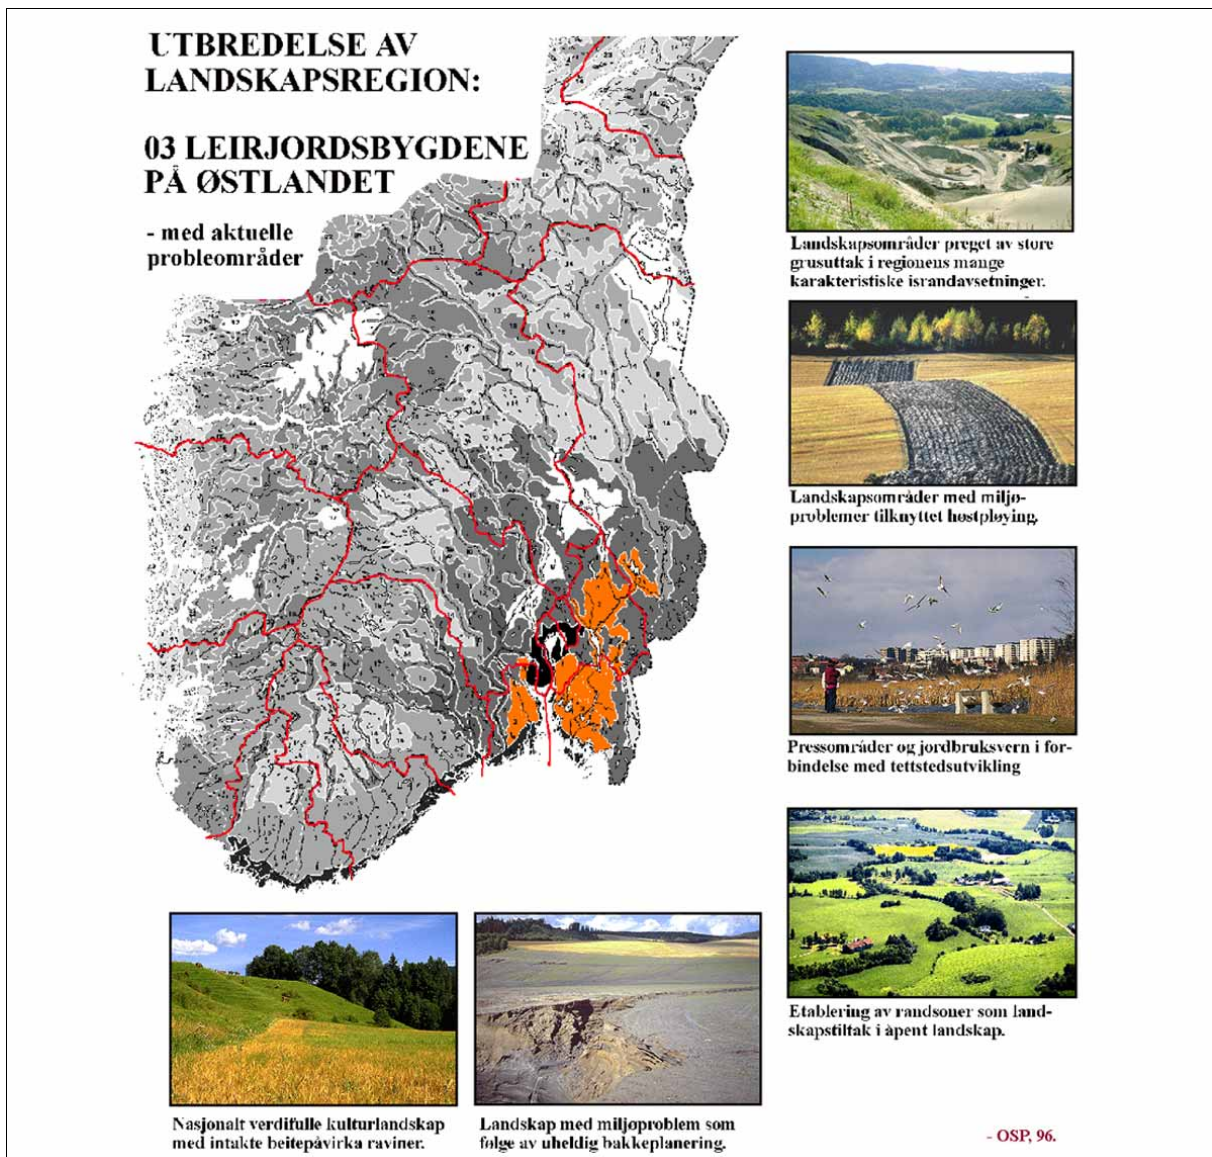 UTBREDELSE AV
LANDSKAPSREGION:
03 LEIRJORDSBYGDENE
PÅ ØSTLANDET
- med aktuelle
probleområder
Landskapsområder preget av store
grusuttak i regionens mange
karakteristiske israndavsetninger.
Landskapsområder med miljø-
problemer tilknyttet høstpløying.
Pressområder og jordbruksvern i for-
bindelse med tettstedsutvikling
Etablering av randsoner som land-
skapstiltak i åpent landskap.
Nasjonalt verdifulle kulturlandskap
med intakte beitepåvirka raviner.
Landskap med miljøproblem som
følge av uheldig bakkeplanering.
- OSP, 96.